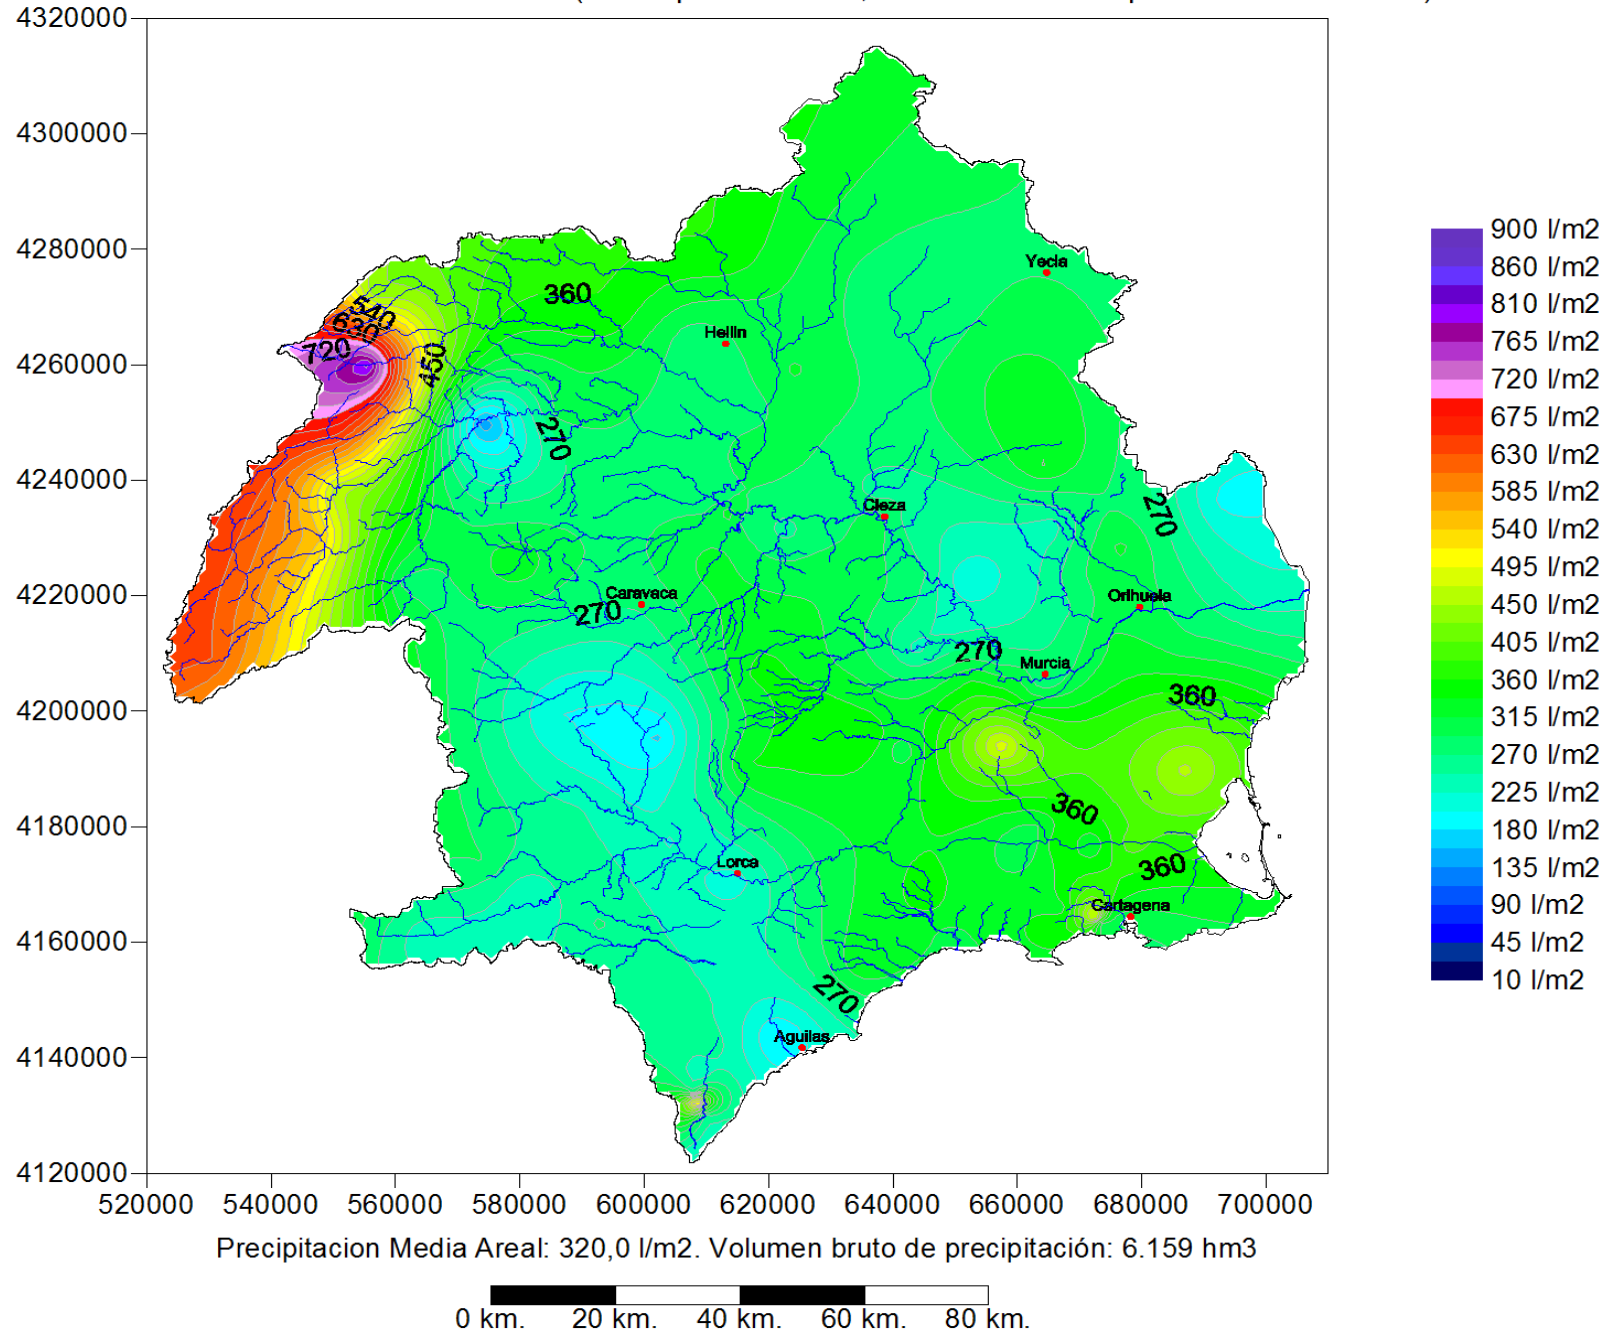 4320000
4300000
4280000
4260000
4240000
4220000
4200000
4180000
4160000
4140000
4120000
520000 540000 560000 580000 600000 620000 640000 660000 680000 700000
Yecla
Hellin
Cieza
Caravaca
Orihuela
Murcia
Lorca
Cartagena
Aguilas
360
540
630
720
450
270
270
270
270
360
360
360
270
900 l/m2
860 l/m2
810 l/m2
765 l/m2
720 l/m2
675 l/m2
630 l/m2
585 l/m2
540 l/m2
495 l/m2
450 l/m2
405 l/m2
360 l/m2
315 l/m2
270 l/m2
225 l/m2
180 l/m2
135 l/m2
90 l/m2
45 l/m2
10 l/m2
Precipitacion Media Areal: 320,0 l/m2. Volumen bruto de precipitación: 6.159 hm3
0 km. 20 km. 40 km. 60 km. 80 km.